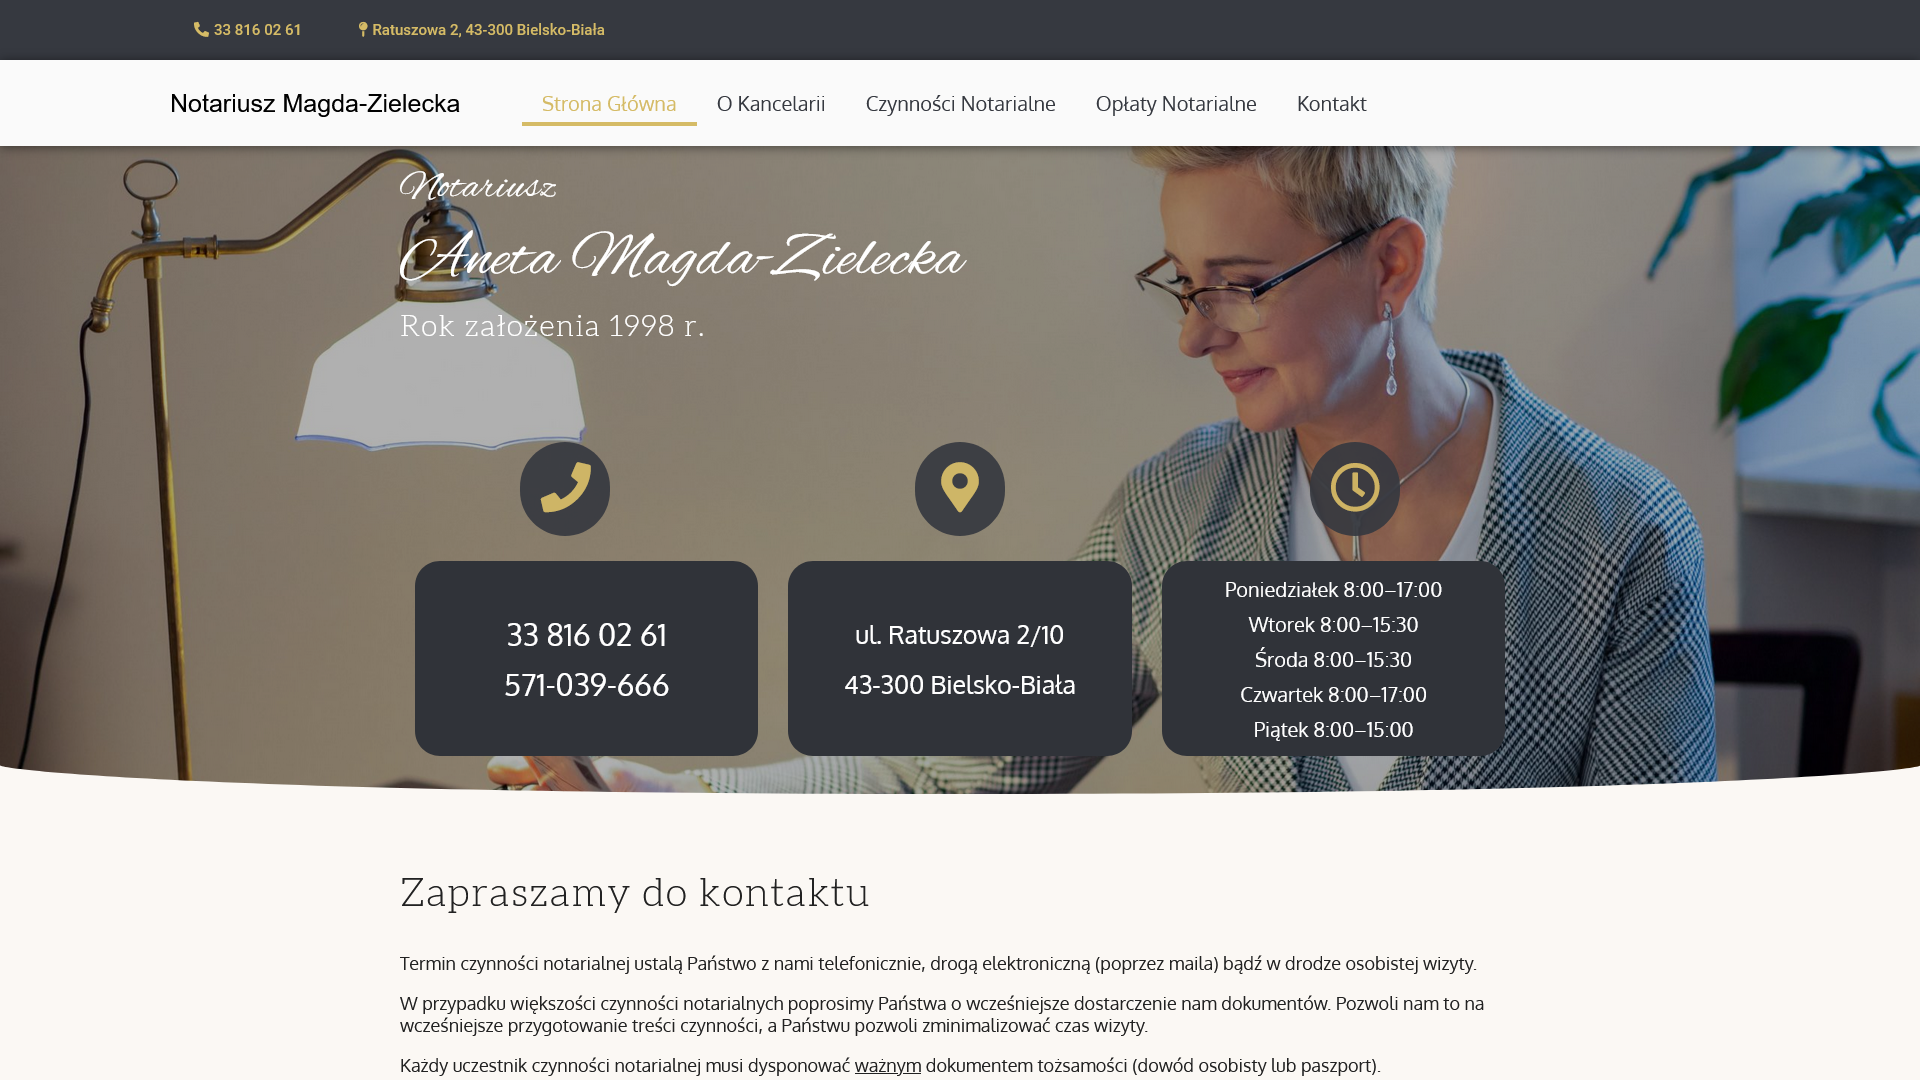 33 816 02 61
Ratuszowa 2, 43-300 Bielsko-Biała
Notariusz Magda-Zielecka
Strona Główna
O Kancelarii
Czynności Notarialne
Opłaty Notarialne
Kontakt
Notariusz
Aneta Magda-Zielecka
Rok założenia 1998 r.
33 816 02 61
571-039-666
ul. Ratuszowa 2/10
43-300 Bielsko-Biała
Poniedziałek 8:00–17:00
Wtorek 8:00–15:30
Środa 8:00–15:30
Czwartek 8:00–17:00
Piątek 8:00–15:00
Zapraszamy do kontaktu
Termin czynności notarialnej ustalą Państwo z nami telefonicznie, drogą elektroniczną (poprzez maila) bądź w drodze osobistej wizyty.
W przypadku większości czynności notarialnych poprosimy Państwa o wcześniejsze dostarczenie nam dokumentów. Pozwoli nam to na
wcześniejsze przygotowanie treści czynności, a Państwu pozwoli zminimalizować czas wizyty.
Każdy uczestnik czynności notarialnej musi dysponować ważnym dokumentem tożsamości (dowód osobisty lub paszport).